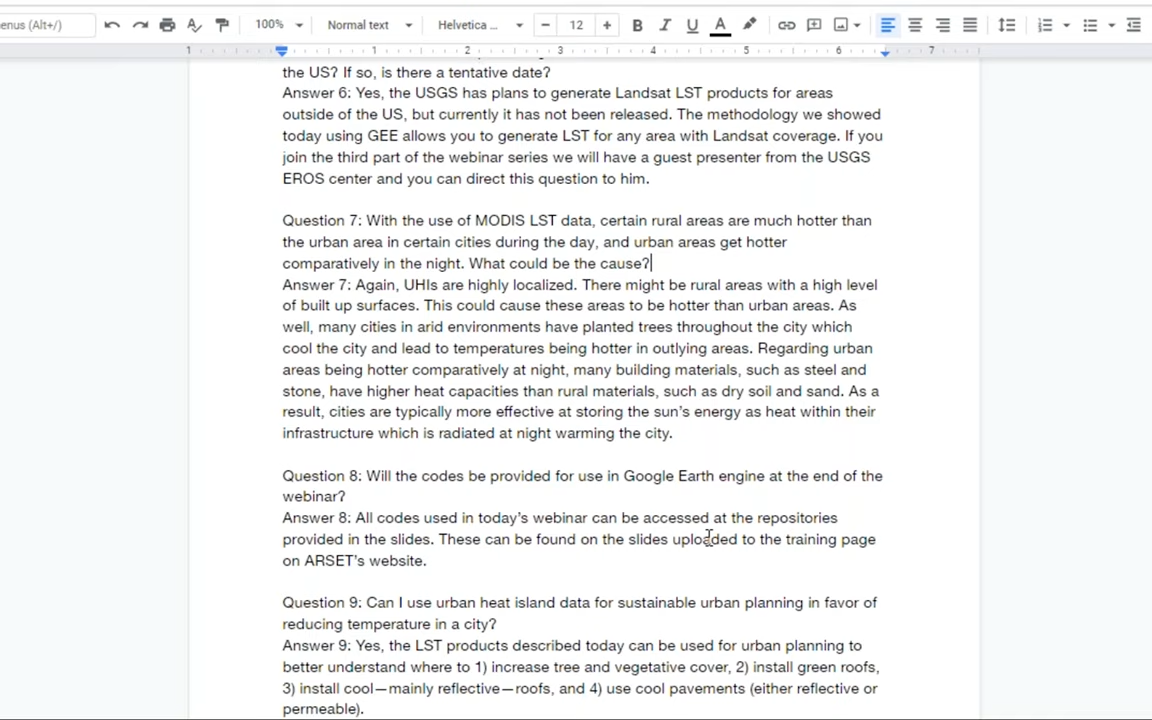 enus (Alt+/)
100%
Normal text
Helvetica ...
12
B I U A
1 1 2 3 4 5 6 7
the US? If so, is there a tentative date?
Answer 6: Yes, the USGS has plans to generate Landsat LST products for areas
outside of the US, but currently it has not been released. The methodology we showed
today using GEE allows you to generate LST for any area with Landsat coverage. If you
join the third part of the webinar series we will have a guest presenter from the USGS
EROS center and you can direct this question to him.
Question 7: With the use of MODIS LST data, certain rural areas are much hotter than
the urban area in certain cities during the day, and urban areas get hotter
comparatively in the night. What could be the cause?
Answer 7: Again, UHIs are highly localized. There might be rural areas with a high level
of built up surfaces. This could cause these areas to be hotter than urban areas. As
well, many cities in arid environments have planted trees throughout the city which
cool the city and lead to temperatures being hotter in outlying areas. Regarding urban
areas being hotter comparatively at night, many building materials, such as steel and
stone, have higher heat capacities than rural materials, such as dry soil and sand. As a
result, cities are typically more effective at storing the sun’s energy as heat within their
infrastructure which is radiated at night warming the city.
Question 8: Will the codes be provided for use in Google Earth engine at the end of the
webinar?
Answer 8: All codes used in today’s webinar can be accessed at the repositories
provided in the slides. These can be found on the slides uploaded to the training page
on ARSET’s website.
Question 9: Can I use urban heat island data for sustainable urban planning in favor of
reducing temperature in a city?
Answer 9: Yes, the LST products described today can be used for urban planning to
better understand where to 1) increase tree and vegetative cover, 2) install green roofs,
3) install cool—mainly reflective—roofs, and 4) use cool pavements (either reflective or
permeable).